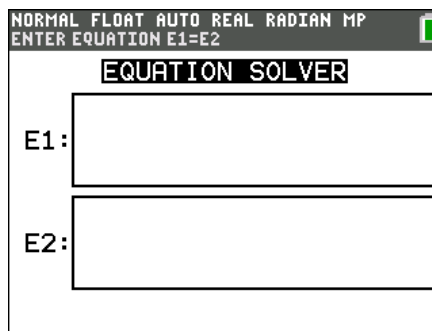 NORMAL FLOAT AUTO REAL RADIAN MP
ENTER EQUATION E1=E2
EQUATION SOLVER
E1:
E2: